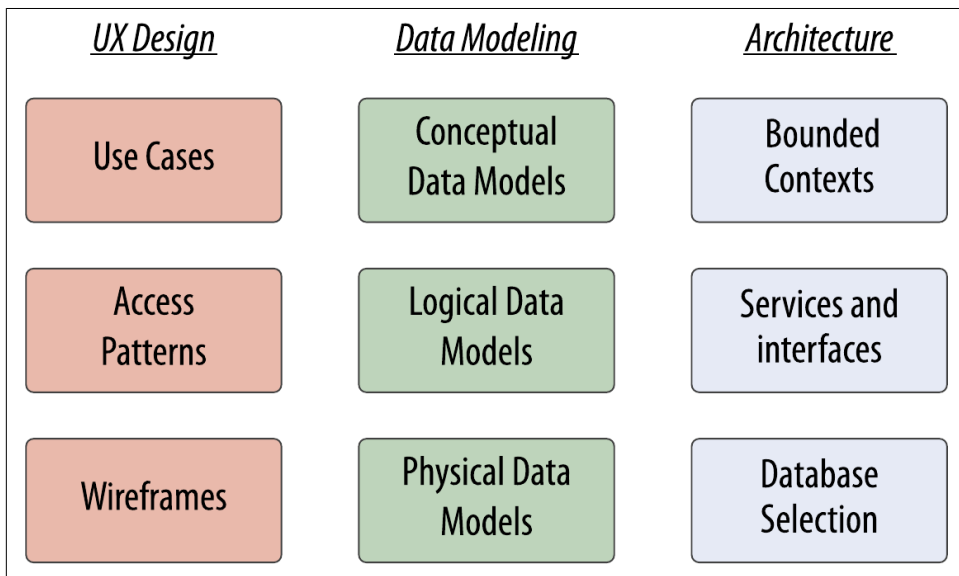 UX Design
Data Modeling
Architecture
Use Cases
Conceptual
Data Models
Bounded
Contexts
Access
Patterns
Logical Data
Models
Services and
interfaces
Wireframes
Physical Data
Models
Database
Selection